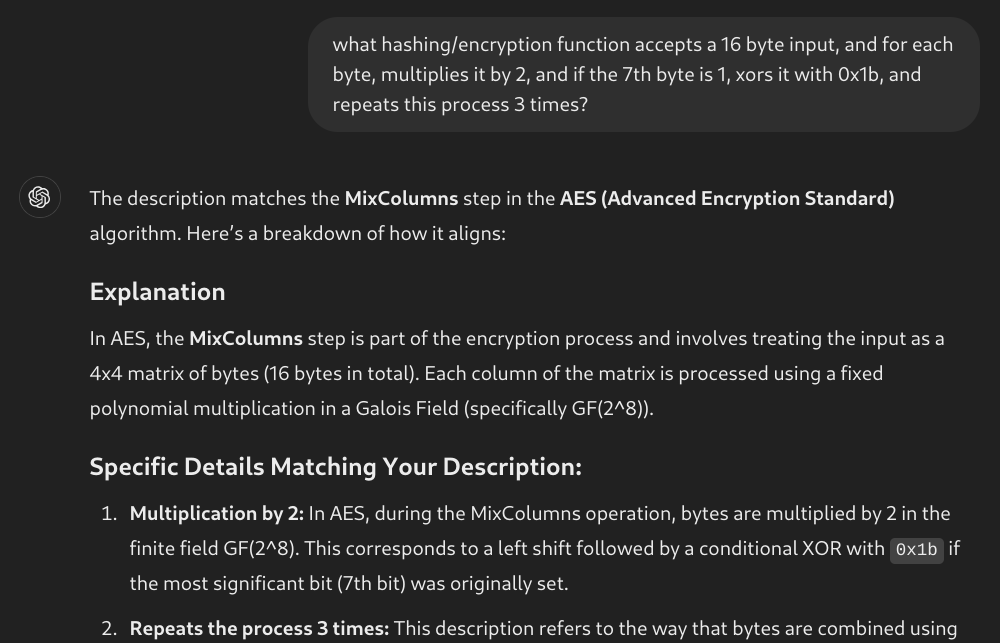 what hashing/encryption function accepts a 16 byte input, and for each
byte, multiplies it by 2, and if the 7th byte is 1, xors it with 0x1b, and
repeats this process 3 times?
The description matches the MixColumns step in the AES (Advanced Encryption Standard)
algorithm. Here's a breakdown of how it aligns:
Explanation
In AES, the MixColumns step is part of the encryption process and involves treating the input as a
4x4 matrix of bytes (16 bytes in total). Each column of the matrix is processed using a fixed
polynomial multiplication in a Galois Field (specifically GF(2^8)).
Specific Details Matching Your Description:
1. Multiplication by 2: In AES, during the MixColumns operation, bytes are multiplied by 2 in the
finite field GF(2^8). This corresponds to a left shift followed by a conditional XOR with 0x1b if
the most significant bit (7th bit) was originally set.
2. Repeats the process 3 times: This description refers to the way that bytes are combined using